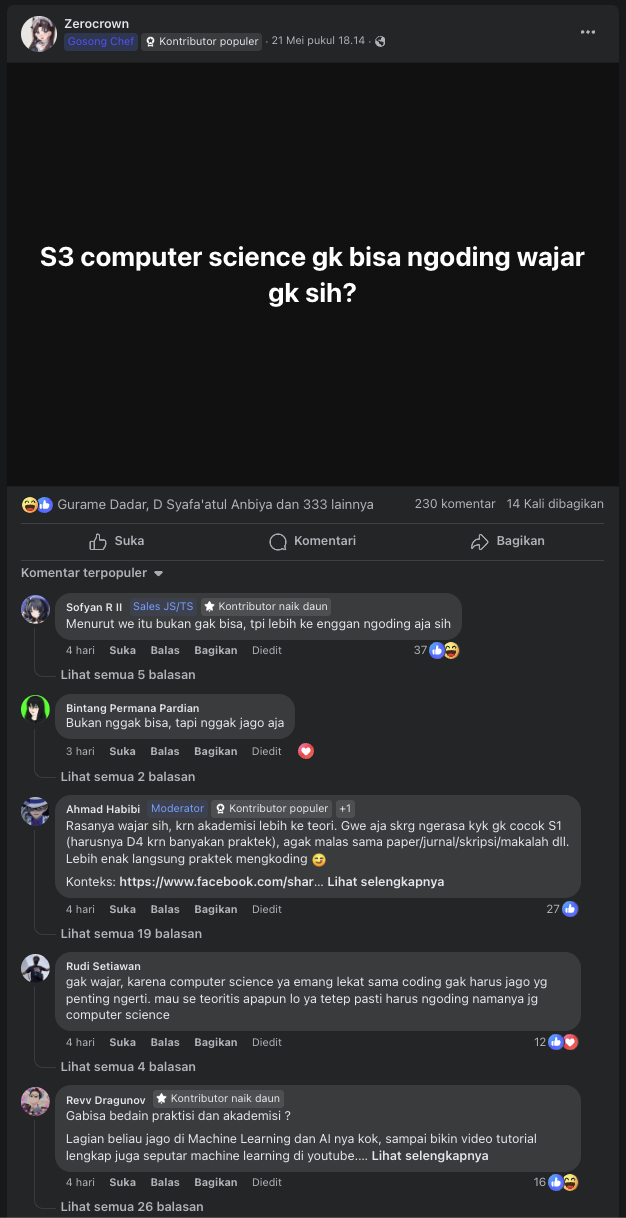 Zerocrown
Gosong Chef Kontributor populer · 21 Mei pukul 18.14 ·
S3 computer science gk bisa ngoding wajar
gk sih?
Gurame Dadar, D Syafa'atul Anbiya dan 333 lainnya 230 komentar 14 Kali dibagikan
Suka Komentari Bagikan
Komentar terpopuler
Sofyan R II Sales JS/TS Kontributor naik daun
Menurut we itu bukan gak bisa, tpi lebih ke enggan ngoding aja sih
4 hari Suka Balas Bagikan Diedit 37
Lihat semua 5 balasan
Bintang Permana Pardian
Bukan nggak bisa, tapi nggak jago aja
3 hari Suka Balas Bagikan Diedit
Lihat semua 2 balasan
Ahmad Habibi Moderator Kontributor populer +1
Rasanya wajar sih, krn akademisi lebih ke teori. Gwe aja skrg ngerasa kyk gk cocok S1
(harusnya D4 krn banyakan praktek), agak malas sama paper/jurnal/skripsi/makalah dll.
Lebih enak langsung praktek mengkoding 😅
Konteks: https://www.facebook.com/shar... Lihat selengkapnya
4 hari Suka Balas Bagikan Diedit 27
Lihat semua 19 balasan
Rudi Setiawan
gak wajar, karena computer science ya emang lekat sama coding gak harus jago yg
penting ngerti. mau se teoritis apapun lo ya tetep pasti harus ngoding namanya jg
computer science
4 hari Suka Balas Bagikan Diedit 12
Lihat semua 4 balasan
Revv Dragunov Kontributor naik daun
Gabisa bedain praktisi dan akademisi ?
Lagian beliau jago di Machine Learning dan AI nya kok, sampai bikin video tutorial
lengkap juga seputar machine learning di youtube.... Lihat selengkapnya
4 hari Suka Balas Bagikan Diedit 16
Lihat semua 26 balasan